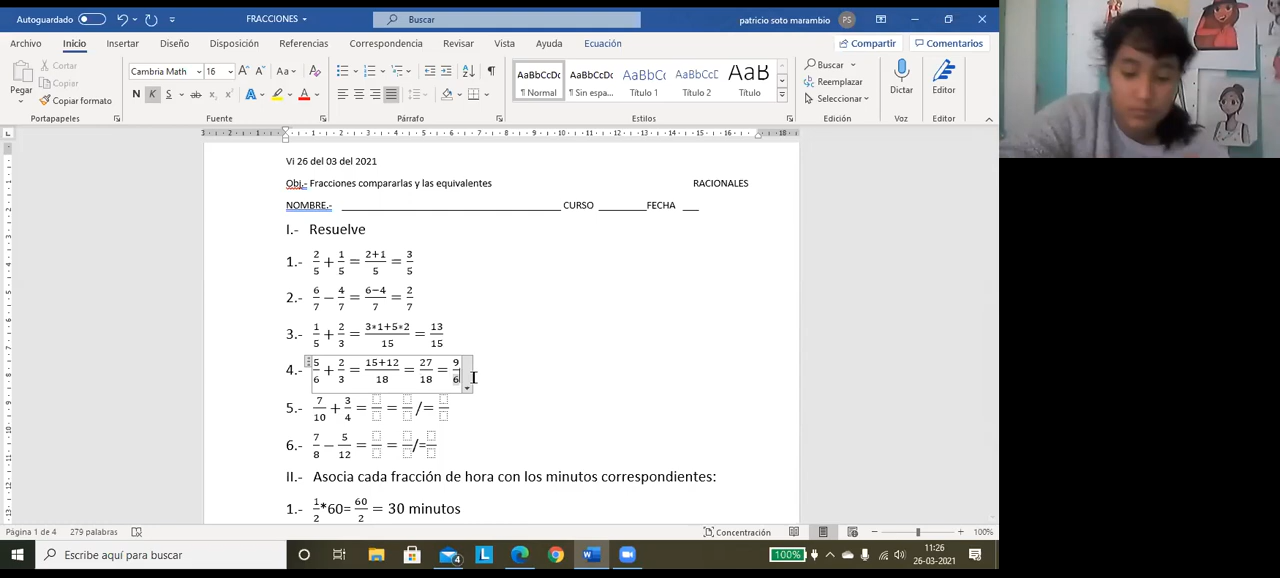 Autoguardado FRACCIONES Buscar patricio soto marambio PS
Archivo Inicio Insertar Diseño Disposición Referencias Correspondencia Revisar Vista Ayuda Ecuación Compartir Comentarios
Pegar Cortar Copiar Copiar formato
Cambria Math 16
N K S
AaBbCcDc ¶ Normal AaBbCcDc ¶ Sin espa... AaBbCc Título 1 AaBbCcC Título 2 AaB Título
Buscar Reemplazar Seleccionar Dictar Editor
Portapapeles Fuente Párrafo Estilos Edición Voz Editor
Vi 26 del 03 del 2021
Obj.- Fracciones compararlas y las equivalentes RACIONALES
NOMBRE.- ______ CURSO ______ FECHA ___
I.- Resuelve
1.- 2/5 + 1/5 = 2+1/5 = 3/5
2.- 6/7 − 4/7 = 6−4/7 = 2/7
3.- 1/5 + 2/3 = 3*1+5*2/15 = 13/15
4.- 5/6 + 2/3 = 15+12/18 = 27/18 = 9/6
5.- 7/10 + 3/4 = = /=
6.- 7/8 − 5/12 = = /=
II.- Asocia cada fracción de hora con los minutos correspondientes:
1.- 1/2*60= 60/2 = 30 minutos
Página 1 de 4 279 palabras Concentración 100%
Escribe aquí para buscar 4 100% 11:26
26-03-2021